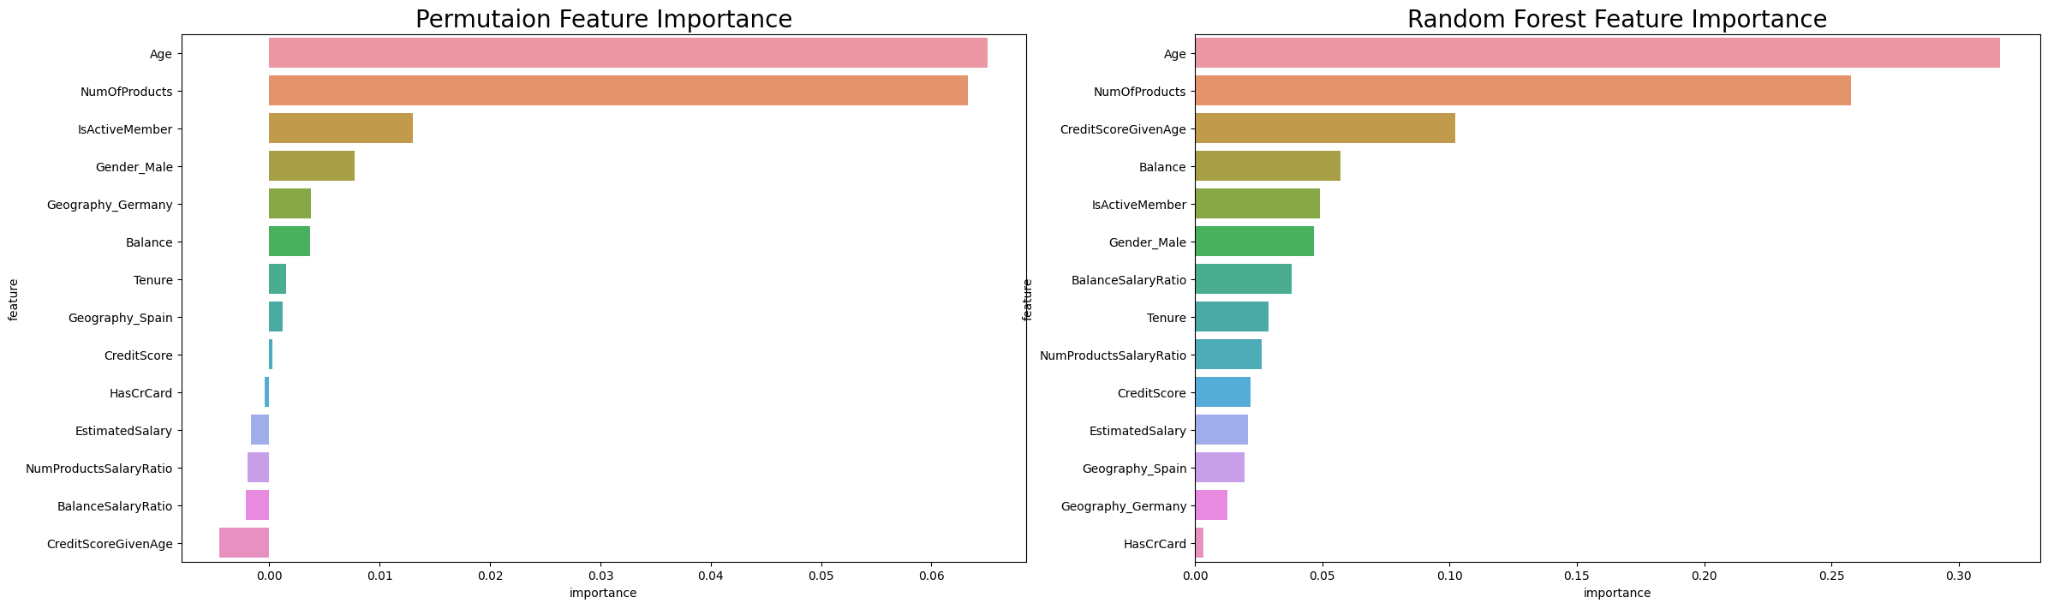 Permutaion Feature Importance
Age
NumOfProducts
IsActiveMember
Gender_Male
Geography_Germany
Balance
Tenure
Geography_Spain
CreditScore
HasCrCard
EstimatedSalary
NumProductsSalaryRatio
BalanceSalaryRatio
CreditScoreGivenAge
feature
0.00 0.01 0.02 0.03 0.04 0.05 0.06
importance
Random Forest Feature Importance
Age
NumOfProducts
CreditScoreGivenAge
Balance
IsActiveMember
Gender_Male
BalanceSalaryRatio
Tenure
NumProductsSalaryRatio
CreditScore
EstimatedSalary
Geography_Spain
Geography_Germany
HasCrCard
feature
0.00 0.05 0.10 0.15 0.20 0.25 0.30
importance